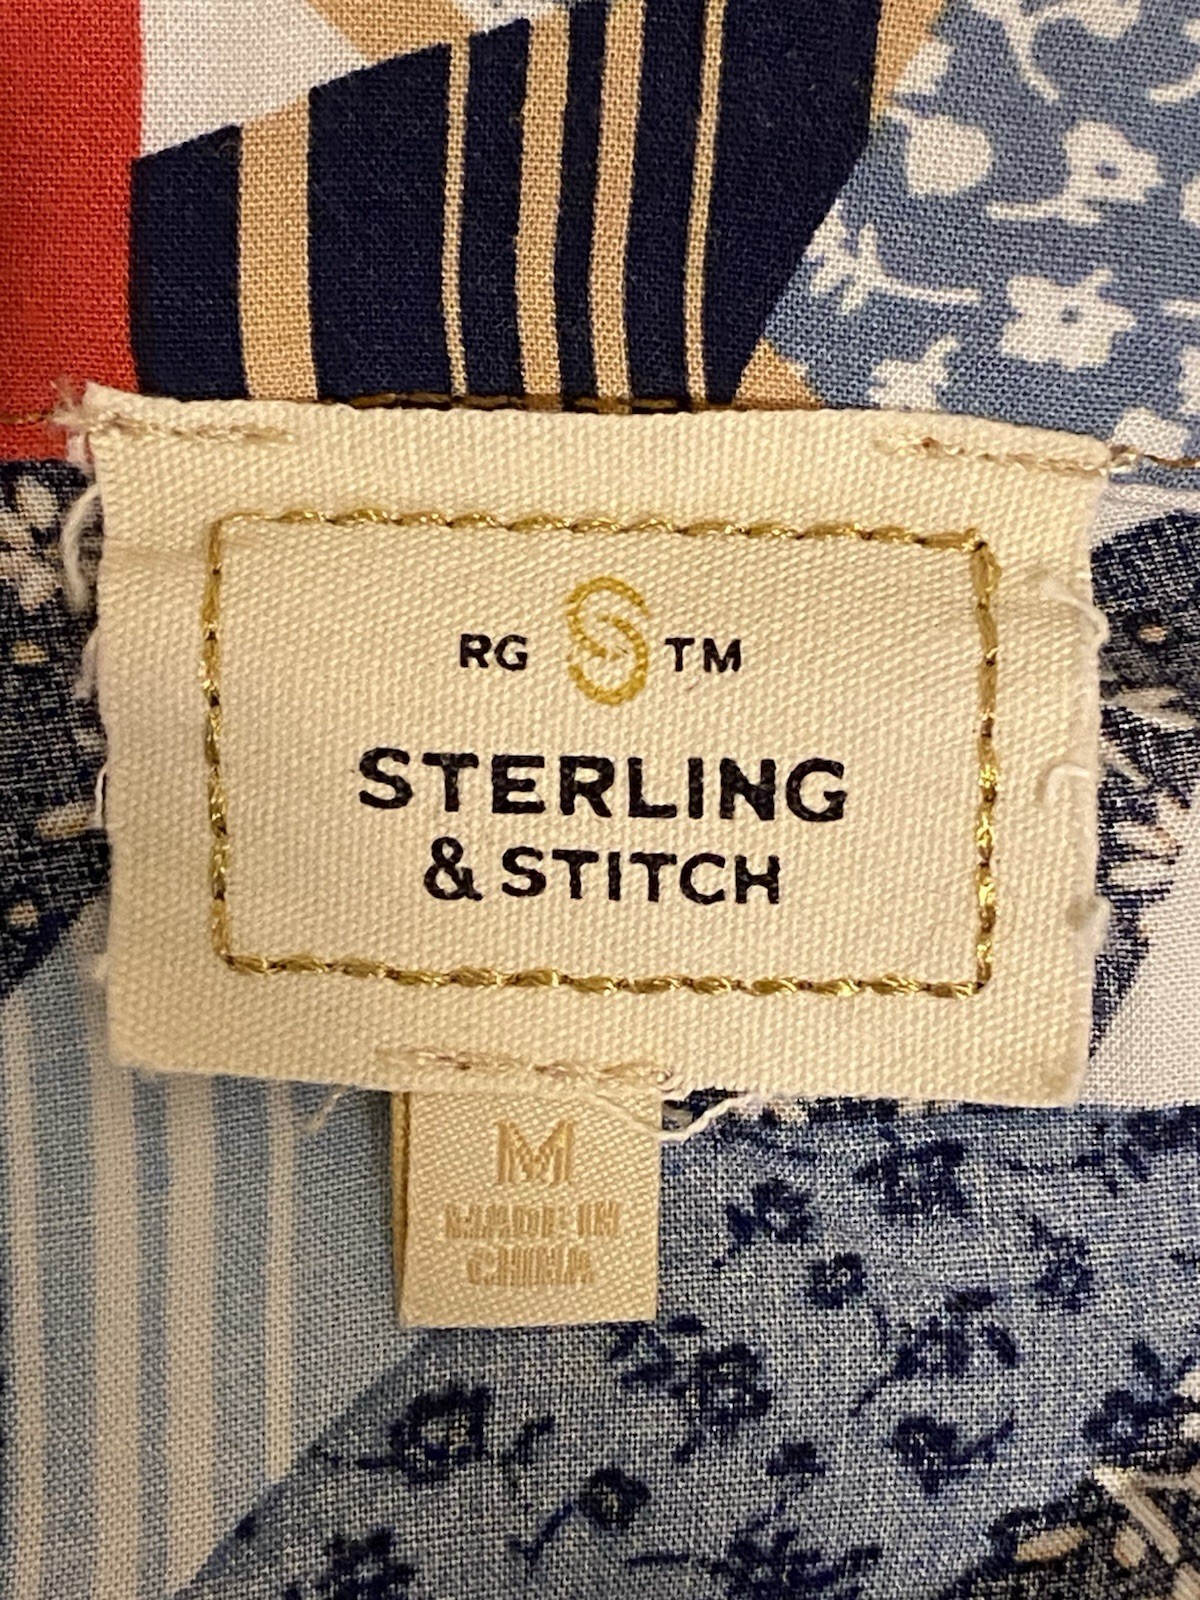 RG S TM
STERLING
& STITCH
M
MADE IN
CHINA